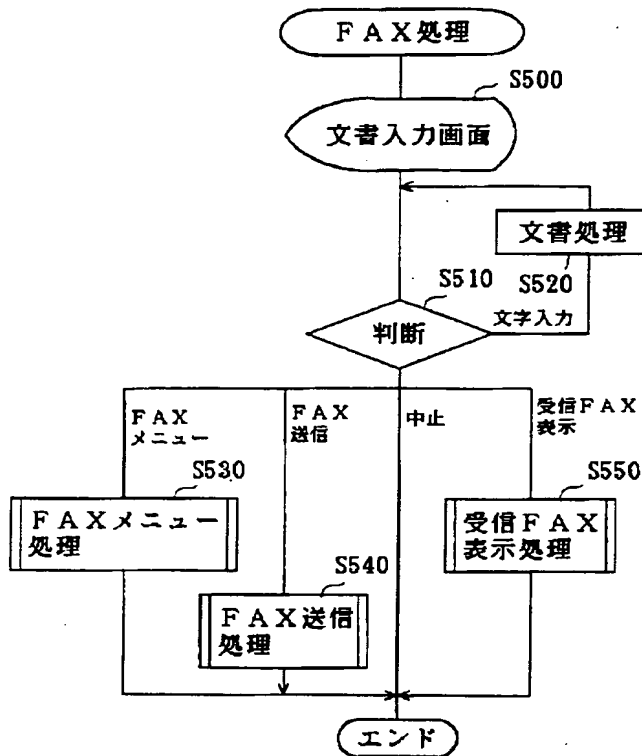 ＦＡＸ処理
S500
文書入力画面
文書処理
S520
S510
判断
文字入力
ＦＡＸ
メニュー
ＦＡＸ
送信
中止
受信ＦＡＸ
表示
S530
ＦＡＸメニュー
処理
S540
ＦＡＸ送信
処理
S550
受信ＦＡＸ
表示処理
エンド